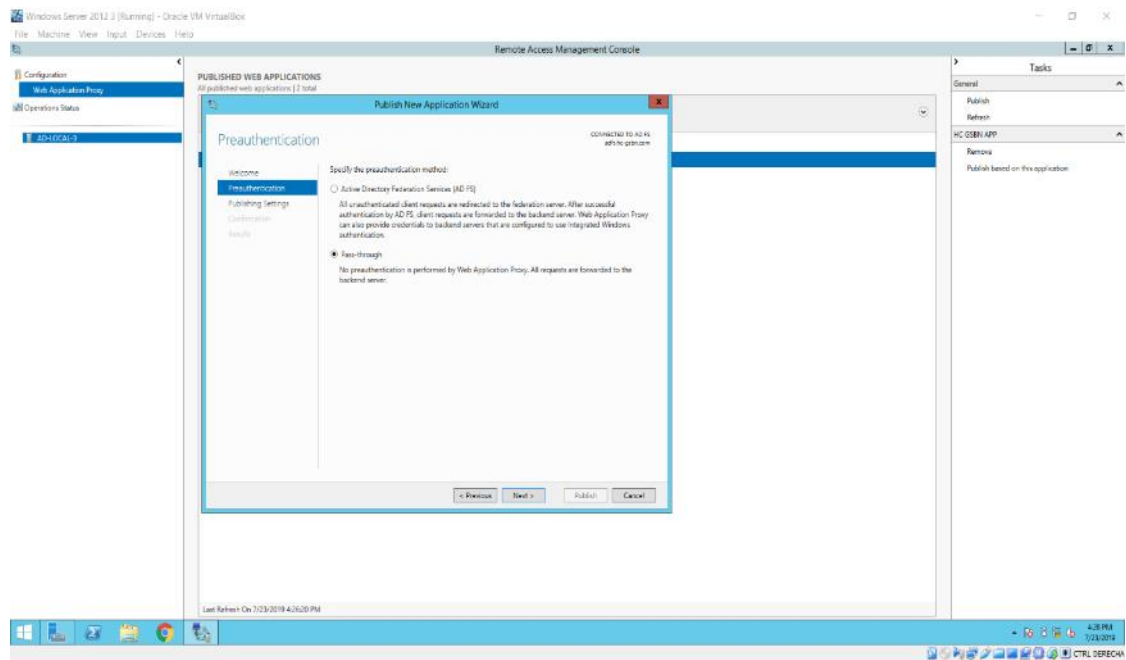 Windows Server 2012 3 [Running] - Oracle VM VirtualBox
File Machine View Input Devices Help
Remote Access Management Console
Configuration
Web Application Proxy
Operations Status
AD-LOCAL-3
PUBLISHED WEB APPLICATIONS
All published web applications | 2 total
Publish New Application Wizard
X
Preauthentication
CONNECTED TO AD FS
adfs.hc-gsbn.com
Welcome
Preauthentication
Publishing Settings
Confirmation
Results
Specify the preauthentication method:
Active Directory Federation Services (AD FS)
All unauthenticated client requests are redirected to the federation server. After successful
authentication by AD FS, client requests are forwarded to the backend server. Web Application Proxy
can also provide credentials to backend servers that are configured to use Integrated Windows
authentication.
Pass-through
No preauthentication is performed by Web Application Proxy. All requests are forwarded to the
backend server.
< Previous
Next >
Publish
Cancel
Last Refresh On 7/23/2019 4:26:20 PM
Tasks
General
Publish
Refresh
HC GSBN APP
Remove
Publish based on this application
PM
7/23/2019
CTRL DERECHA